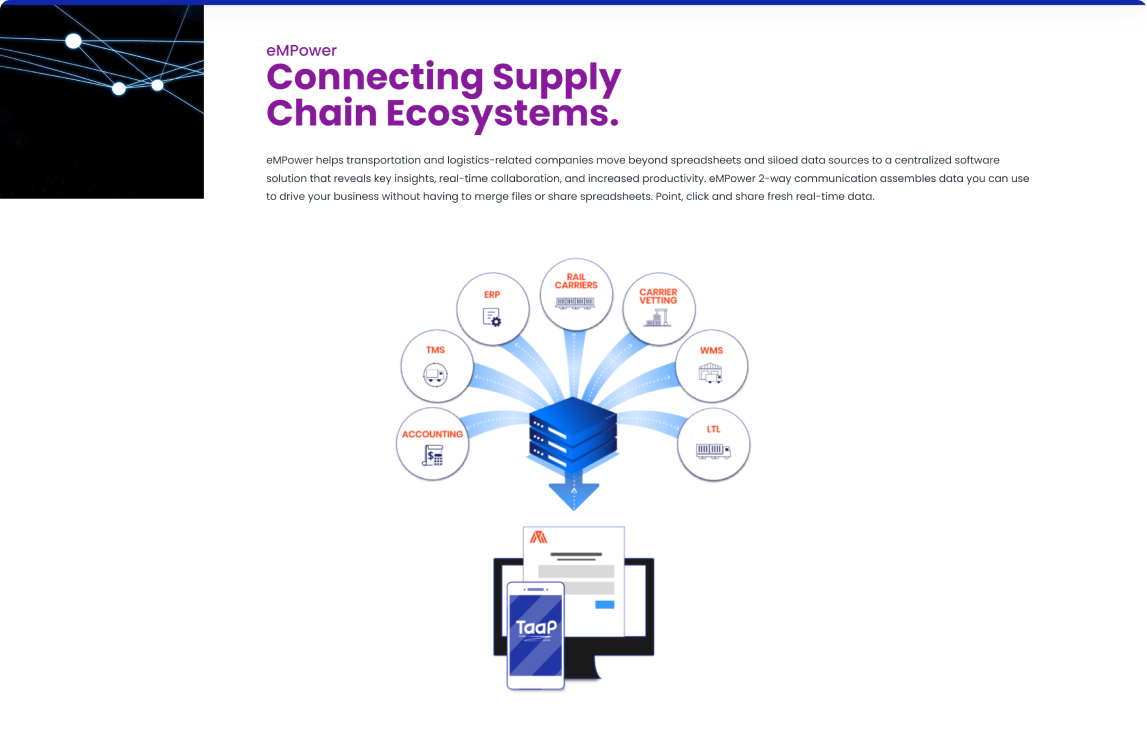 eMPower
Connecting Supply
Chain Ecosystems.
eMPower helps transportation and logistics-related companies move beyond spreadsheets and siloed data sources to a centralized software
solution that reveals key insights, real-time collaboration, and increased productivity. eMPower 2-way communication assembles data you can use
to drive your business without having to merge files or share spreadsheets. Point, click and share fresh real-time data.
RAIL
CARRIERS
ERP
CARRIER
VETTING
TMS
WMS
ACCOUNTING
LTL
TaaP